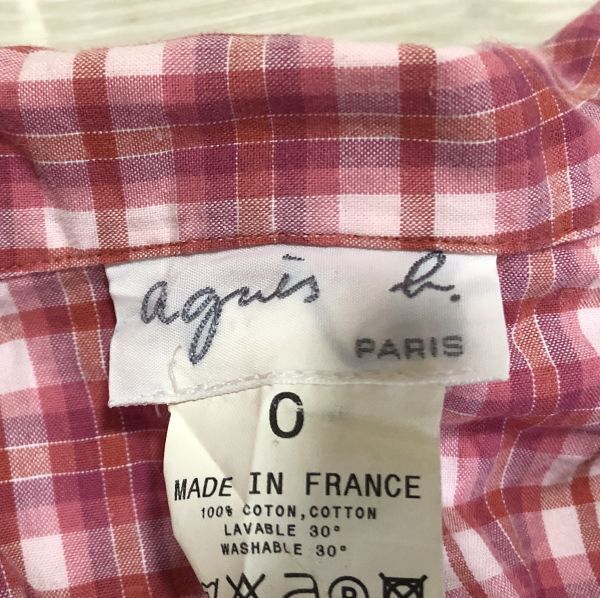 agnès b.
PARIS
0
MADE IN FRANCE
100% COTON,COTTON
LAVABLE 30°
WASHABLE 30°